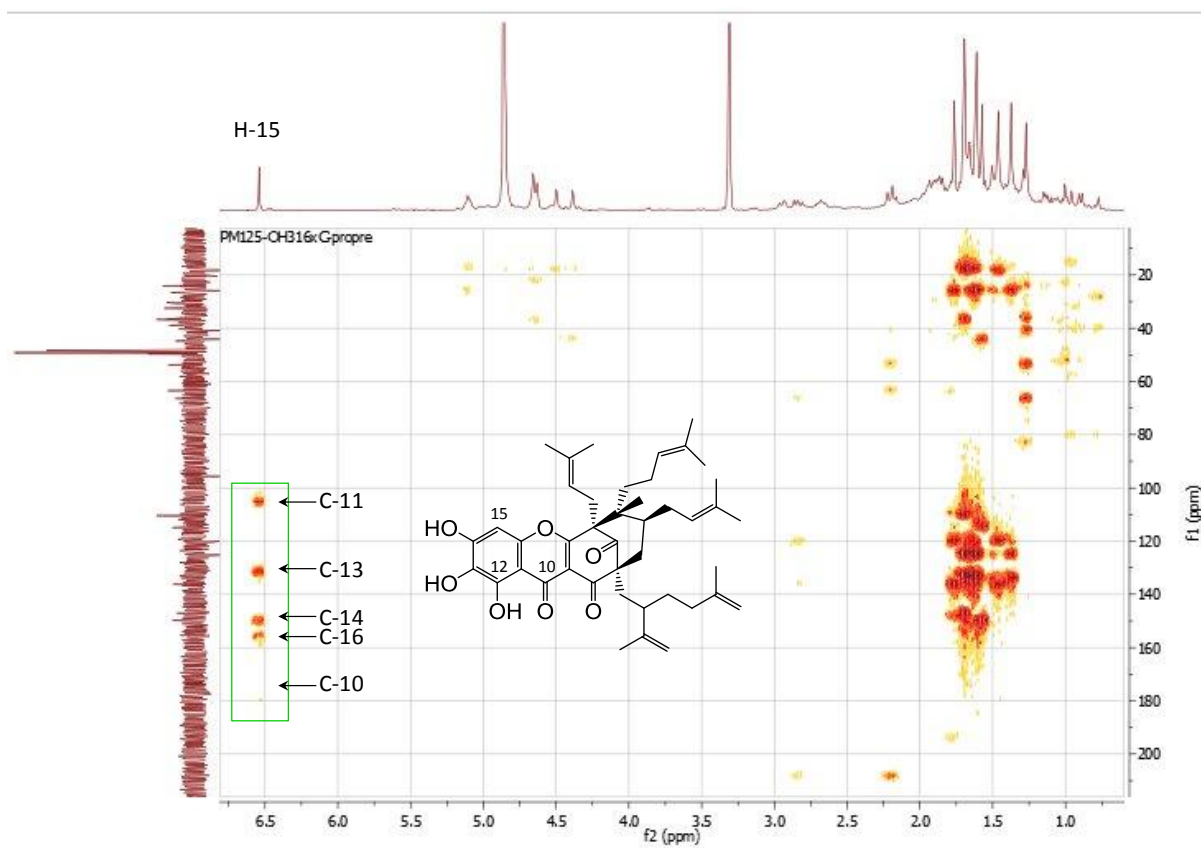 H-15
PM125-OH316xG-propre
20
40
60
80
100
120
140
160
180
200
f1 (ppm)
C-11
C-13
C-14
C-16
C-10
15
O
HO
HO
12
10
OH
O
O
O
6.5 6.0 5.5 5.0 4.5 4.0 3.5 3.0 2.5 2.0 1.5 1.0
f2 (ppm)